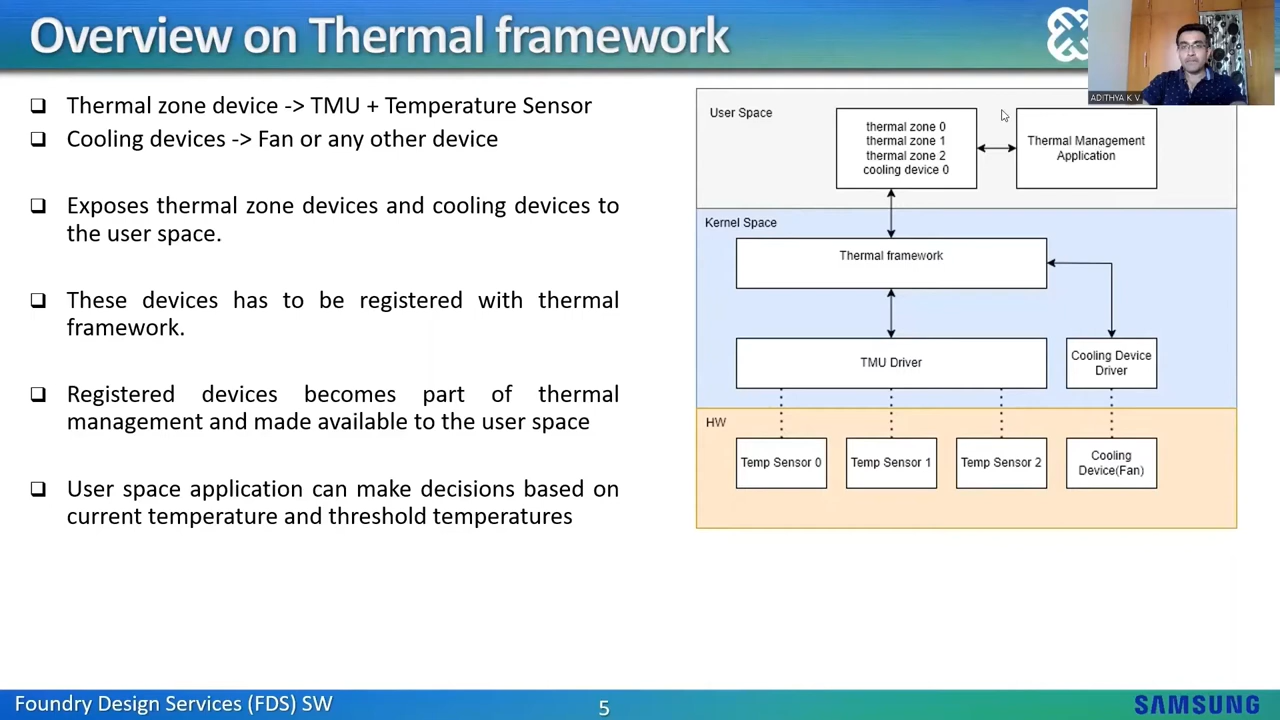 Overview on Thermal framework
ADITHYA K V
Thermal zone device -> TMU + Temperature Sensor
Cooling devices -> Fan or any other device
Exposes thermal zone devices and cooling devices to
the user space.
These devices has to be registered with thermal
framework.
Registered devices becomes part of thermal
management and made available to the user space
User space application can make decisions based on
current temperature and threshold temperatures
User Space
thermal zone 0
thermal zone 1
thermal zone 2
cooling device 0
Thermal Management
Application
Kernel Space
Thermal framework
TMU Driver
Cooling Device
Driver
HW
Temp Sensor 0
Temp Sensor 1
Temp Sensor 2
Cooling
Device(Fan)
Foundry Design Services (FDS) SW
5
SAMSUNG